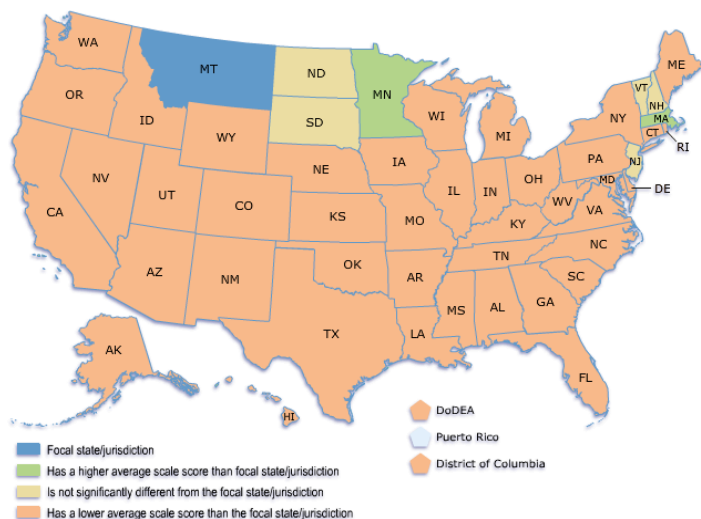 WA
ME
MT
ND
VT
MN
OR
NH
ID
SD
WI
NY
MA
WY
MI
CT
RI
IA
PA
NJ
NE
NV
OH
MD
DE
IL
IN
UT
CO
WV
CA
KS
MO
VA
KY
NC
TN
AZ
OK
AR
NM
SC
MS
AL
GA
TX
LA
AK
FL
HI
DoDEA
Puerto Rico
District of Columbia
Focal state/jurisdiction
Has a higher average scale score than focal state/jurisdiction
Is not significantly different from the focal state/jurisdiction
Has a lower average scale score than the focal state/jurisdiction